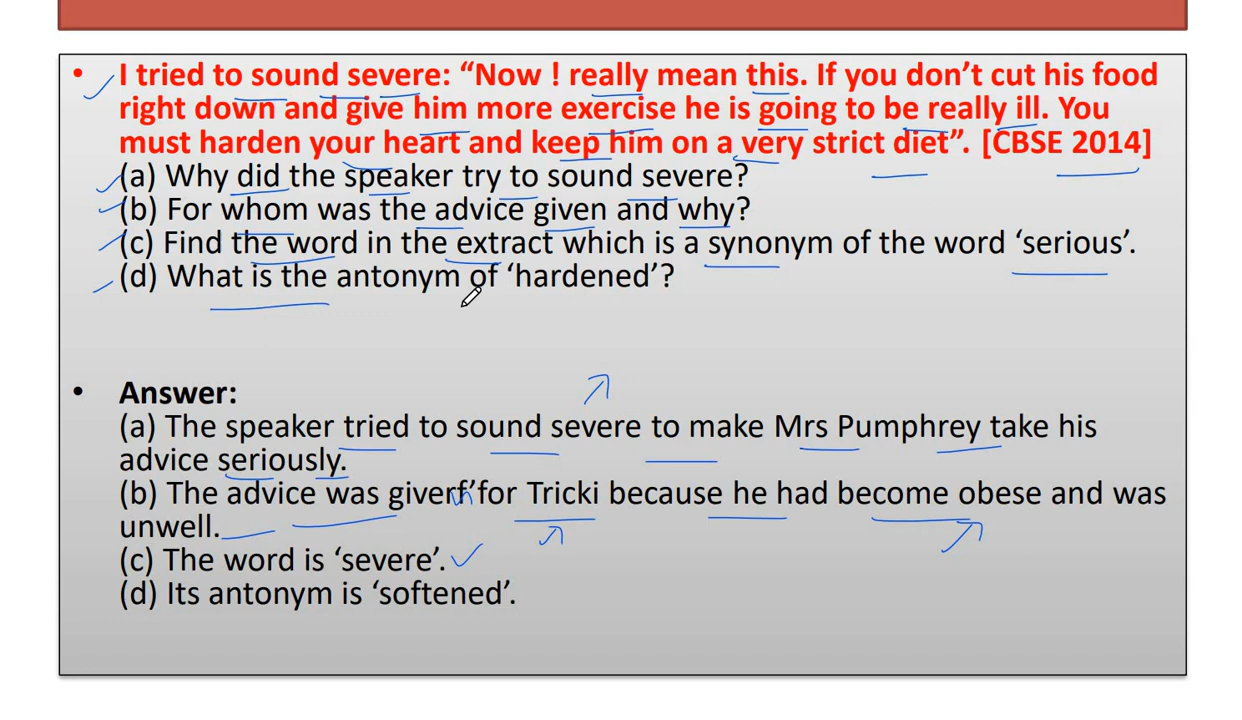 • I tried to sound severe: “Now ! really mean this. If you don’t cut his food
right down and give him more exercise he is going to be really ill. You
must harden your heart and keep him on a very strict diet”. [CBSE 2014]
(a) Why did the speaker try to sound severe?
(b) For whom was the advice given and why?
(c) Find the word in the extract which is a synonym of the word ‘serious’.
(d) What is the antonym of ‘hardened’?
• Answer:
(a) The speaker tried to sound severe to make Mrs Pumphrey take his
advice seriously.
(b) The advice was giverf’for Tricki because he had become obese and was
unwell.
(c) The word is ‘severe’.
(d) Its antonym is ‘softened’.